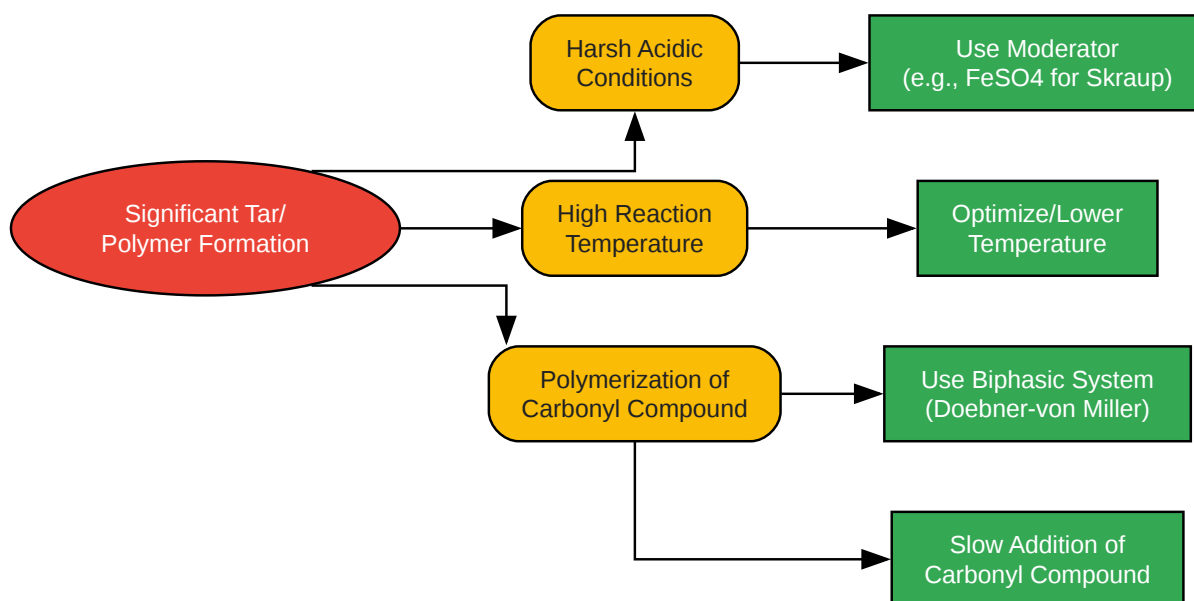 Harsh Acidic
Conditions
Use Moderator
(e.g., FeSO4 for Skraup)
Significant Tar/
Polymer Formation
High Reaction
Temperature
Optimize/Lower
Temperature
Polymerization of
Carbonyl Compound
Use Biphasic System
(Doebner-von Miller)
Slow Addition of
Carbonyl Compound